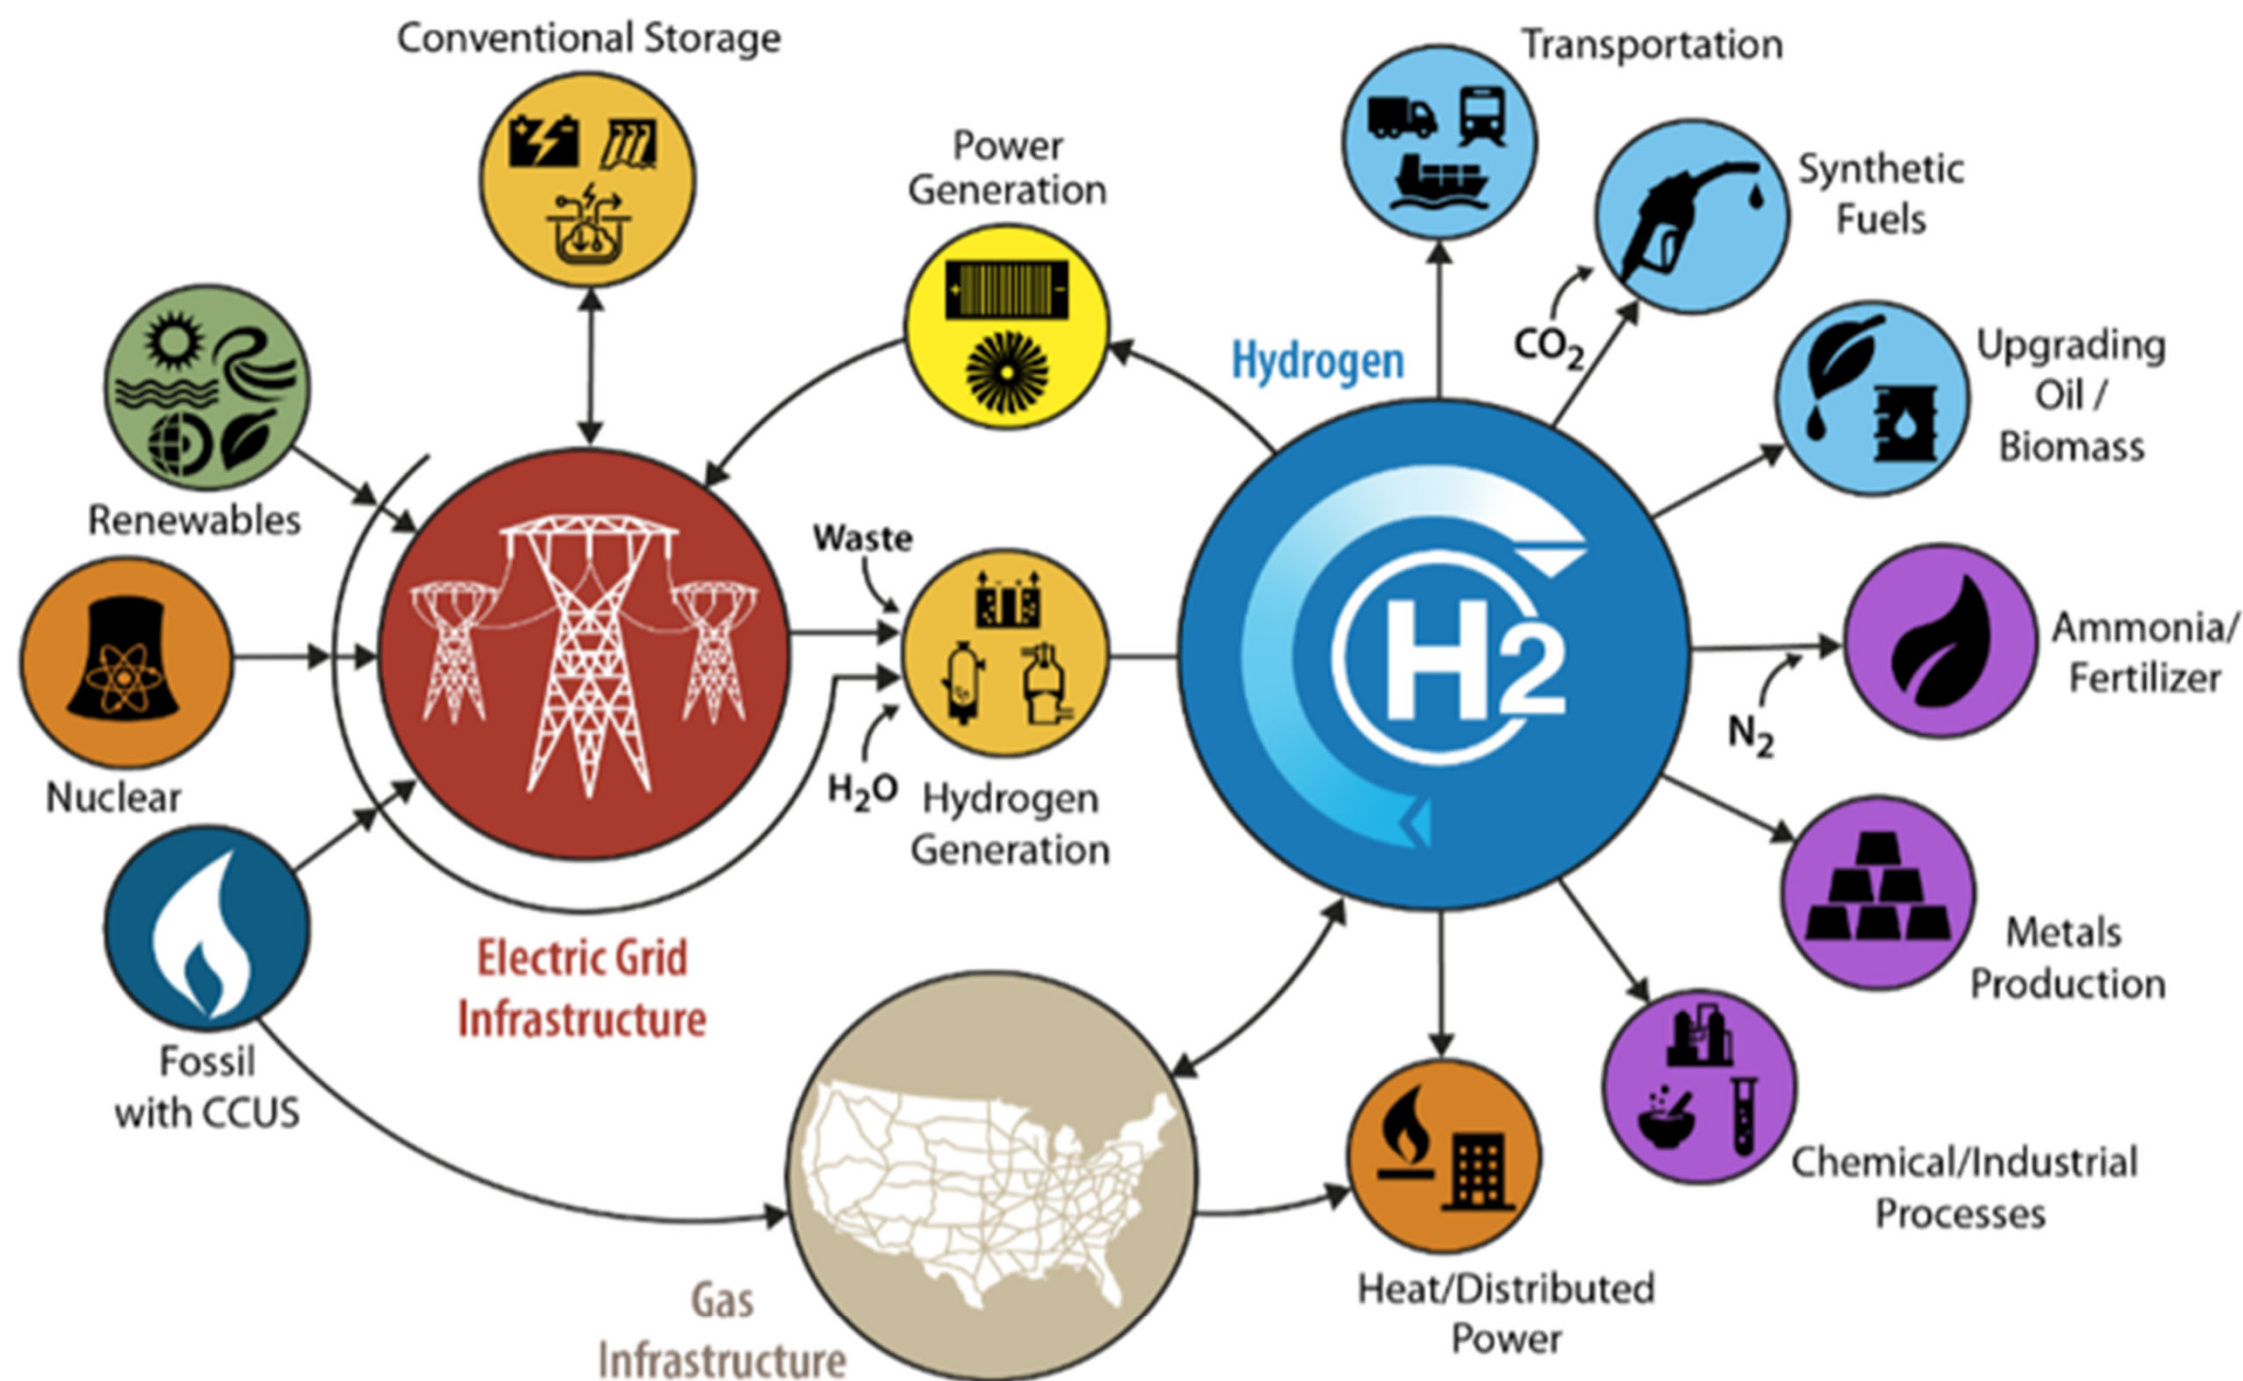 Conventional Storage
Transportation
Power
Generation
Synthetic
Fuels
Hydrogen
CO₂
Upgrading
Oil /
Biomass
Renewables
Waste
H2
Ammonia/
Fertilizer
N₂
Nuclear
H₂O
Hydrogen
Generation
Electric Grid
Infrastructure
Metals
Production
Fossil
with CCUS
Chemical/Industrial
Processes
Gas
Infrastructure
Heat/Distributed
Power